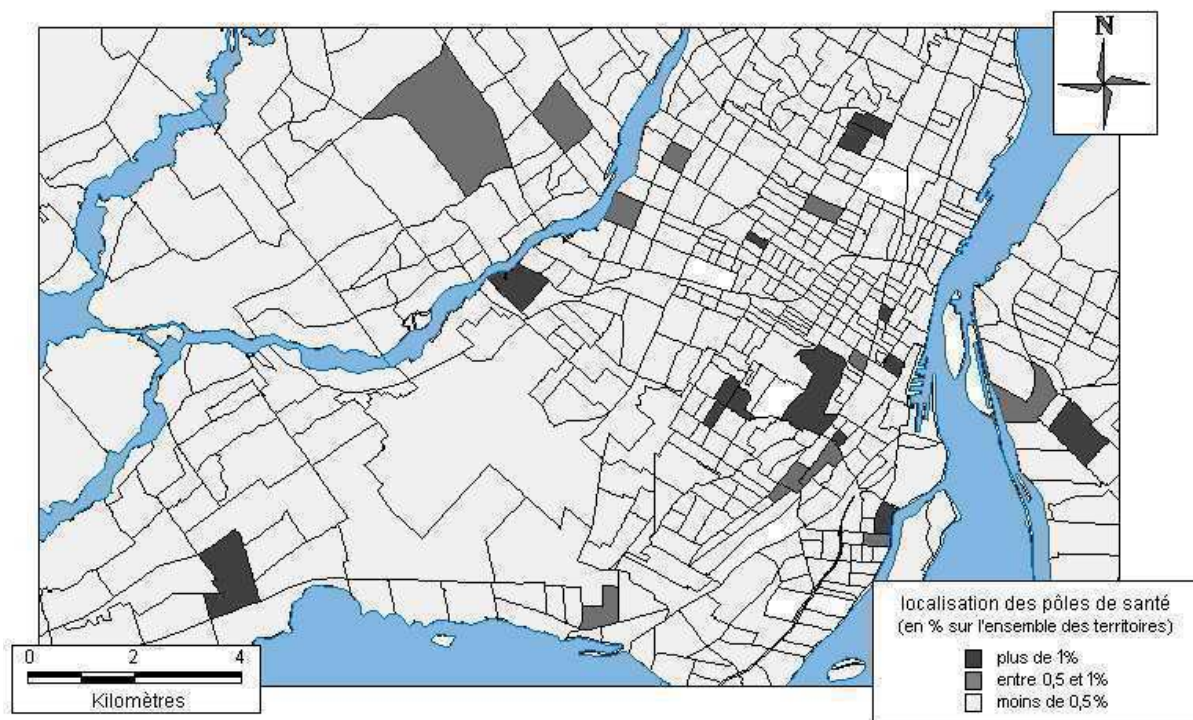 N
localisation des pôles de santé
(en % sur l'ensemble des territoires)
plus de 1%
entre 0,5 et 1%
moins de 0,5%
0 2 4
Kilomètres